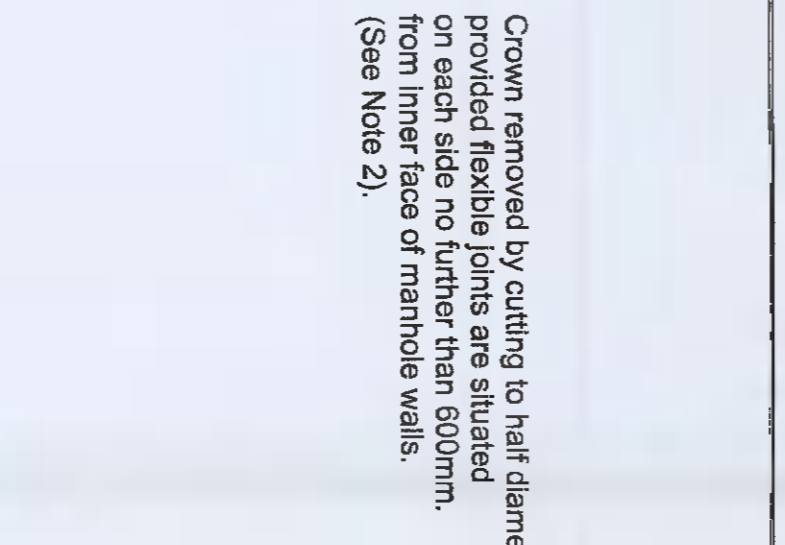 Crown removed by cutting to half diame
provided flexible joints are situated
on each side no further than 600mm.
from inner face of manhole walls.
(See Note 2).